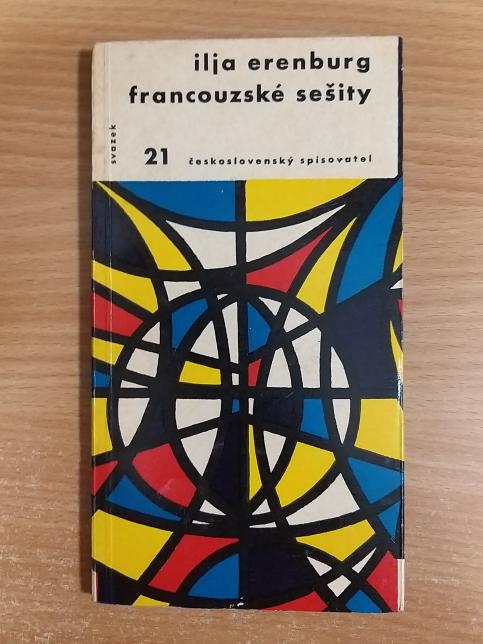 ilja erenburg
francouzské sešity
svazek
21 československý spisovatel